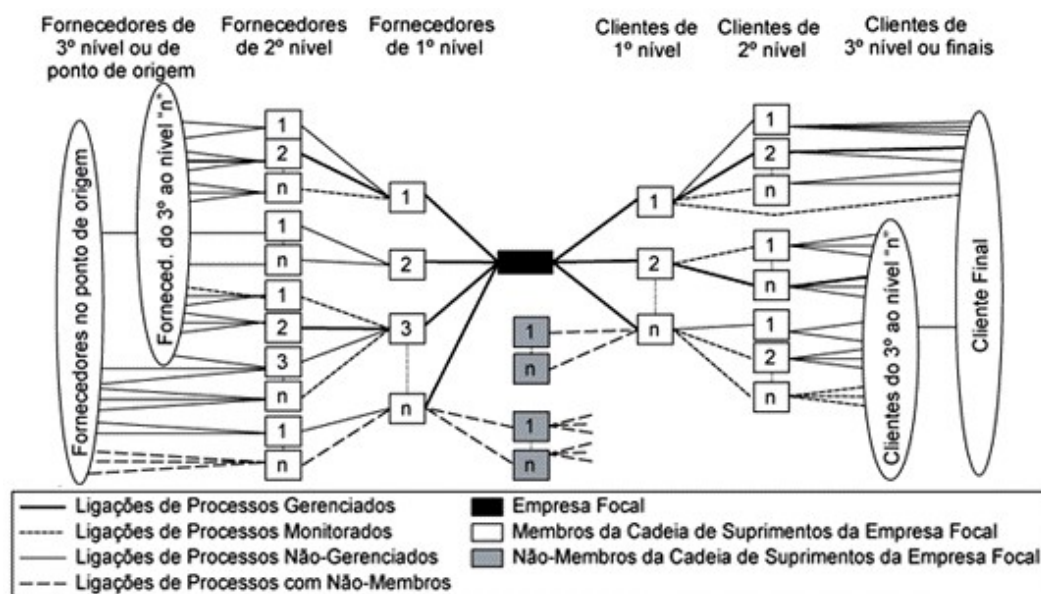 Fornecedores de
3º nível ou de
ponto de origem
Fornecedores
de 2º nível
Fornecedores
de 1º nível
Clientes de
1º nível
Clientes de
2º nível
Clientes de
3º nível ou finais
Fornecedores no ponto de origem
Forneced. do 3º ao nível "n"
1
2
n
1
n
1
2
3
n
1
n
1
2
3
n
1
n
1
n
1
2
n
1
2
n
1
n
1
2
n
Clientes do 3º ao nível "n"
Cliente Final
Ligações de Processos Gerenciados
Ligações de Processos Monitorados
Ligações de Processos Não-Gerenciados
Ligações de Processos com Não-Membros
Empresa Focal
Membros da Cadeia de Suprimentos da Empresa Focal
Não-Membros da Cadeia de Suprimentos da Empresa Focal